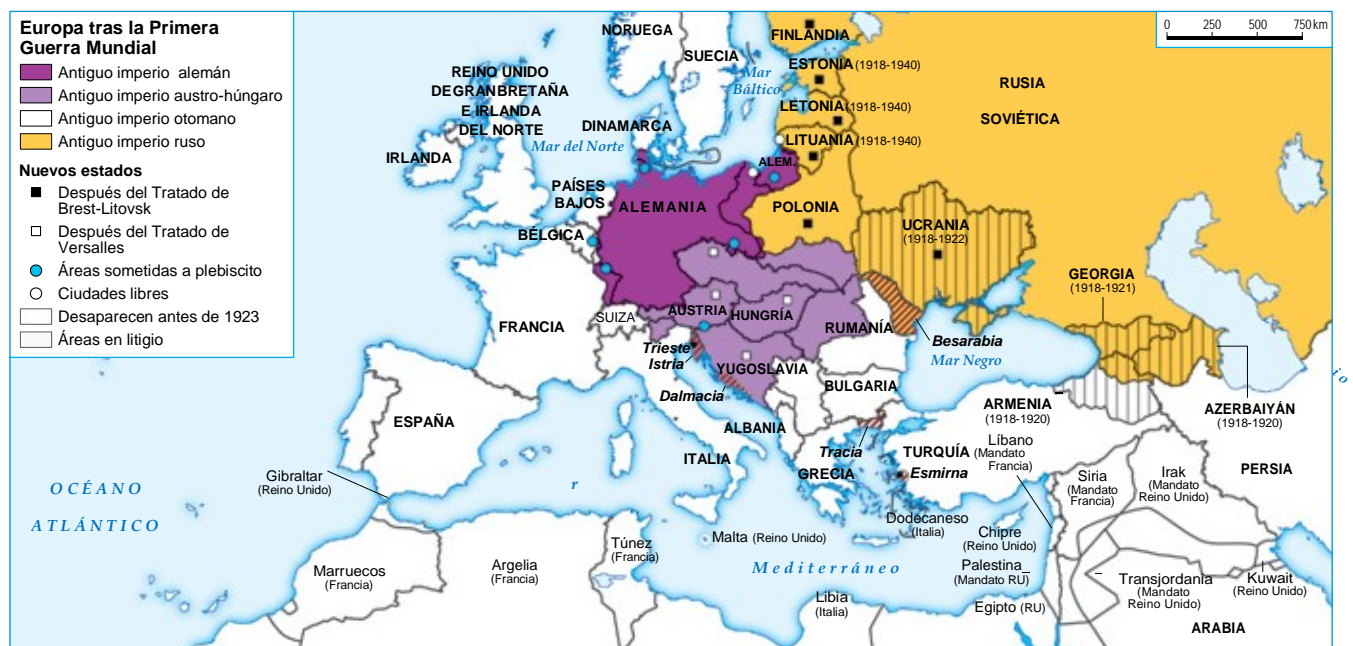 Europa tras la Primera
Guerra Mundial
Antiguo imperio alemán
Antiguo imperio austro-húngaro
Antiguo imperio otomano
Antiguo imperio ruso
Nuevos estados
Después del Tratado de
Brest-Litovsk
Después del Tratado de
Versalles
Áreas sometidas a plebiscito
Ciudades libres
Desaparecen antes de 1923
Áreas en litigio
0 250 500 750 km
NORUEGA
SUECIA
FINLANDIA
ESTONIA (1918-1940)
LETONIA (1918-1940)
LITUANIA (1918-1940)
RUSIA
SOVIÉTICA
Mar
Báltico
REINO UNIDO
DE GRAN BRETAÑA
E IRLANDA
DEL NORTE
IRLANDA
DINAMARCA
Mar del Norte
PAÍSES
BAJOS
BÉLGICA
ALEMANIA
ALEM.
POLONIA
UCRANIA
(1918-1922)
GEORGIA
(1918-1921)
FRANCIA
SUIZA
AUSTRIA
HUNGRÍA
RUMANÍA
Besarabia
Mar Negro
Trieste
Istria
YUGOSLAVIA
Dalmacia
BULGARIA
ALBANIA
ITALIA
GRECIA
Tracia
TURQUÍA
Esmirna
ARMENIA
(1918-1920)
AZERBAIYÁN
(1918-1920)
io
ESPAÑA
Gibraltar
(Reino Unido)
OCÉANO
ATLÁNTICO
r
Mediterráneo
Marruecos
(Francia)
Argelia
(Francia)
Túnez
(Francia)
Malta (Reino Unido)
Libia
(Italia)
Dodecaneso
(Italia)
Chipre
(Reino Unido)
Palestina
(Mandato RU)
Egipto (RU)
Líbano
(Mandato
Francia)
Siria
(Mandato
Francia)
Irak
(Mandato
Reino Unido)
PERSIA
Transjordania
(Mandato
Reino Unido)
Kuwait
(Reino Unido)
ARABIA